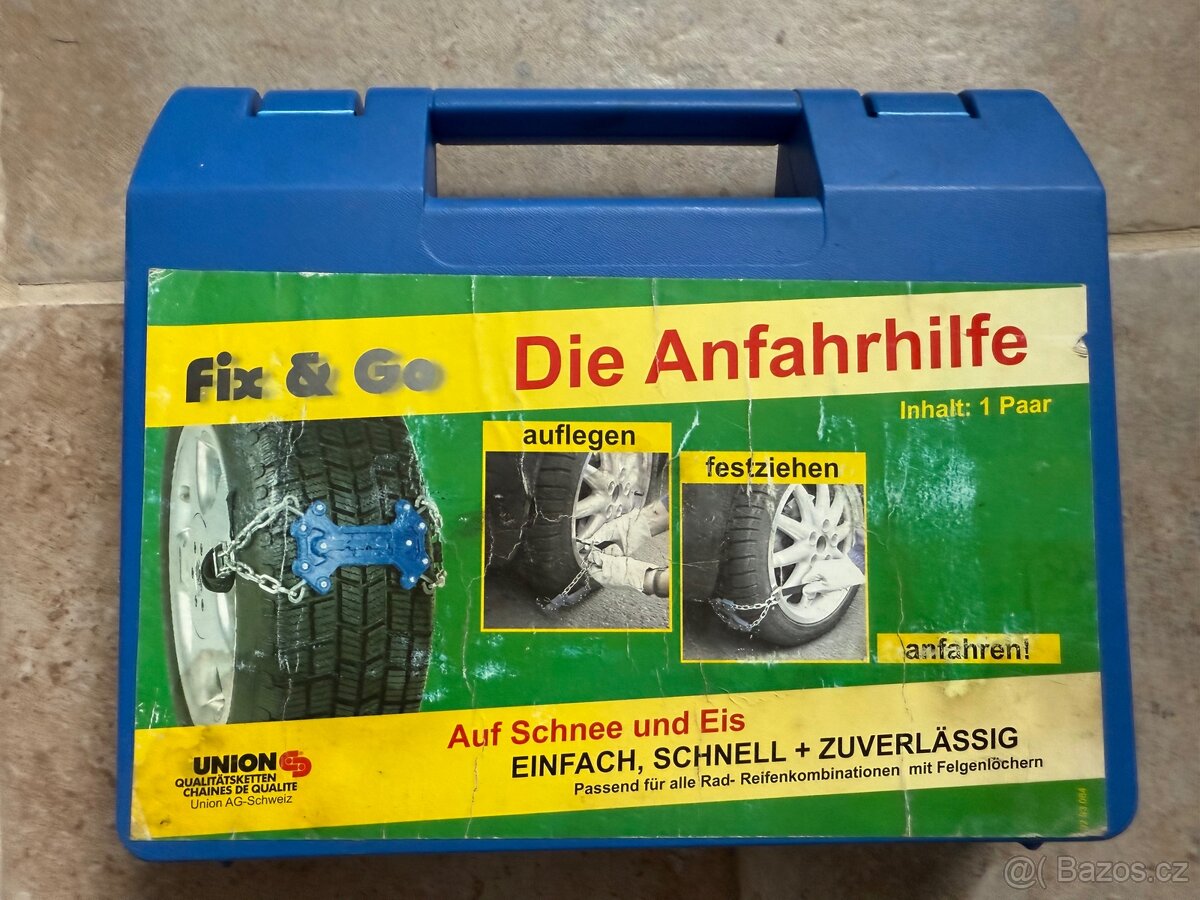 Fix & Go
Die Anfahrhilfe
Inhalt: 1 Paar
auflegen
festziehen
anfahren!
Auf Schnee und Eis
EINFACH, SCHNELL + ZUVERLÄSSIG
Passend für alle Rad- Reifenkombinationen mit Felgenlöchern
UNION
QUALITÄTSKETTEN
CHAINES DE QUALITE
Union AG-Schweiz
@( Bazos.cz